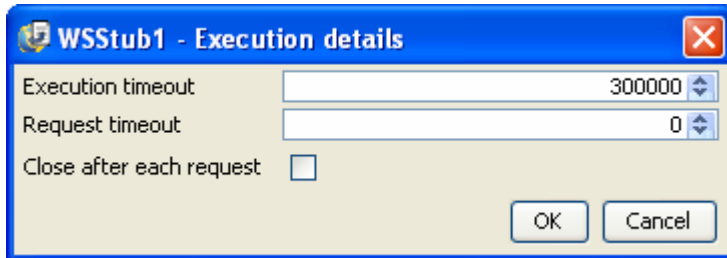 WSStub1 - Execution details
Execution timeout 300000
Request timeout 0
Close after each request
OK Cancel